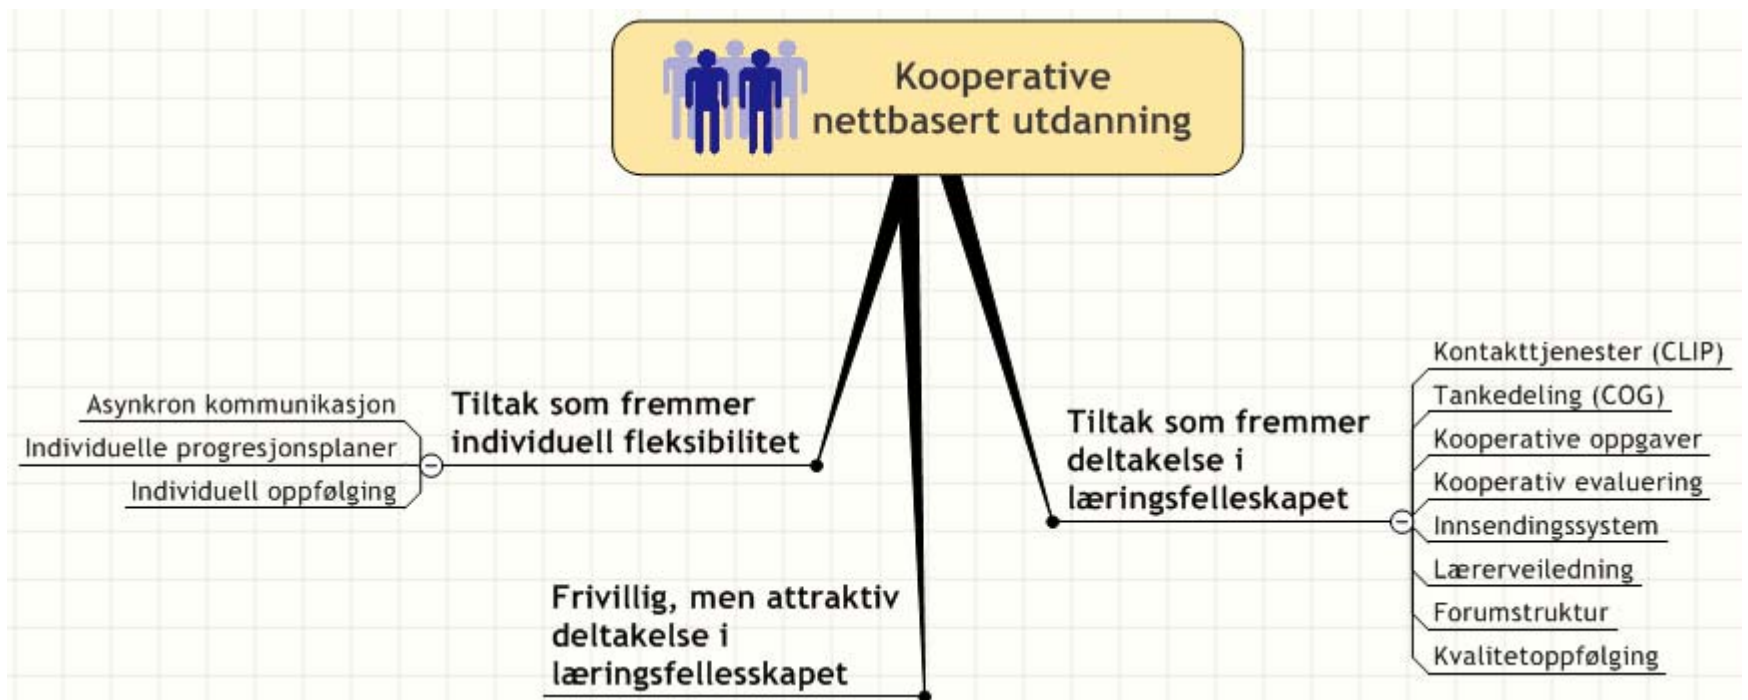 Kooperative
nettbasert utdanning
Tiltak som fremmer
individuell fleksibilitet
Asynkron kommunikasjon
Individuelle progresjonsplaner
Individuell oppfølging
Frivillig, men attraktiv
deltakelse i
læringsfellesskapet
Tiltak som fremmer
deltakelse i
læringsfelleskapet
Kontakttjenester (CLIP)
Tankedeling (COG)
Kooperative oppgaver
Kooperativ evaluering
Innsendingssystem
Lærerveiledning
Forumstruktur
Kvalitetoppfølging